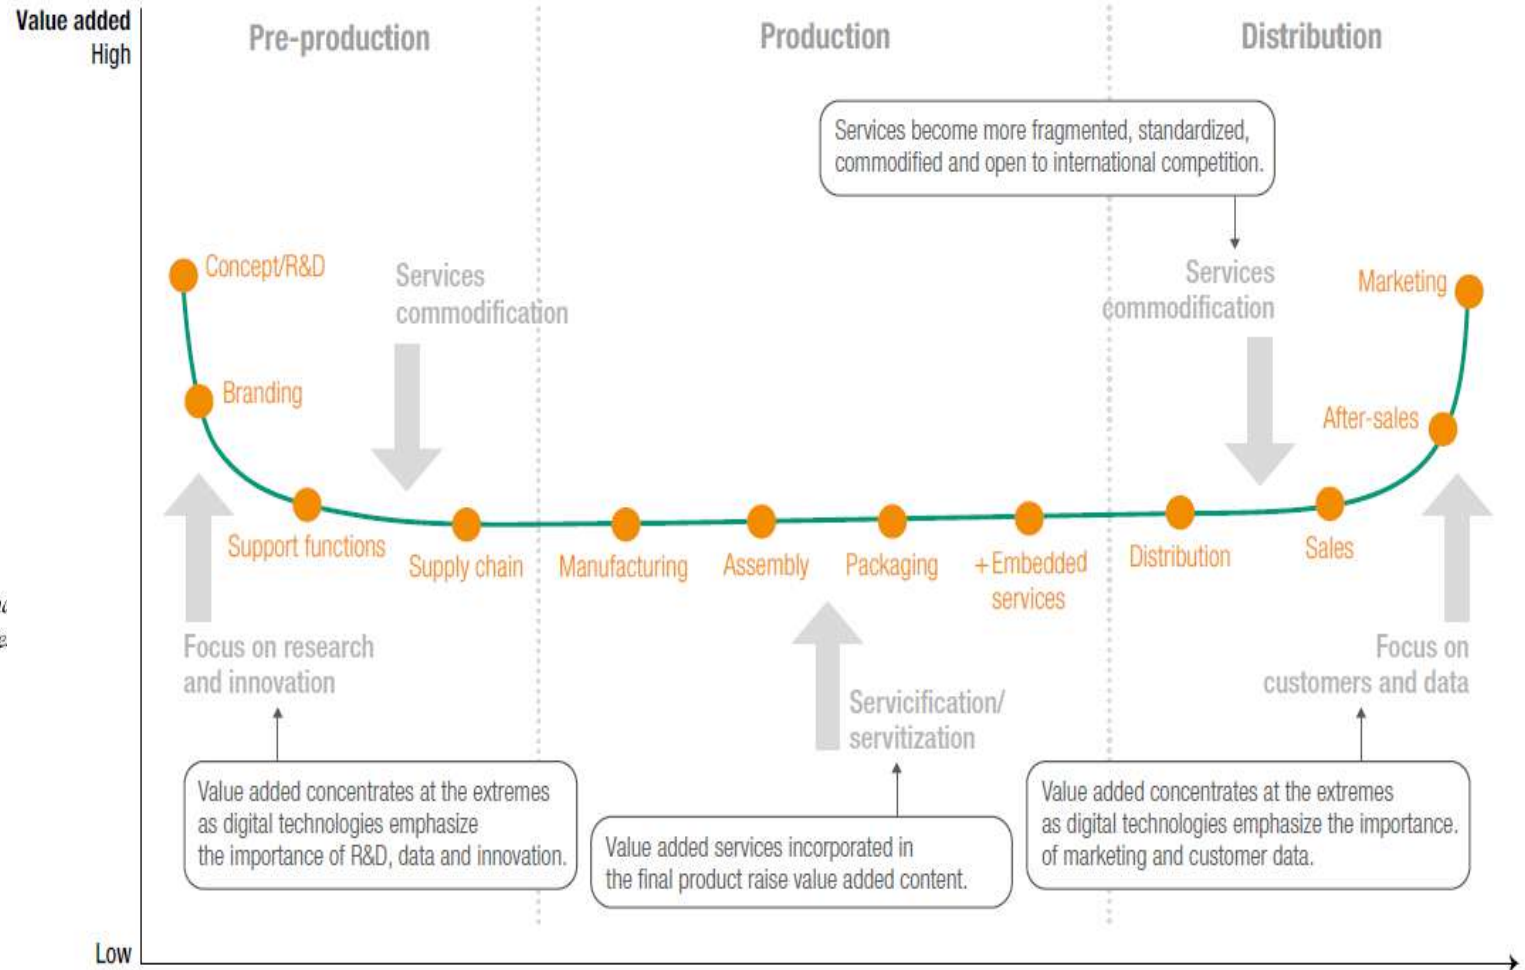 Value added
High
Pre-production
Production
Distribution
Services become more fragmented, standardized,
commodified and open to international competition.
Concept/R&D
Services
commodification
Services
commodification
Marketing
Branding
After-sales
Support functions
Supply chain
Manufacturing
Assembly
Packaging
+Embedded
services
Distribution
Sales
Focus on research
and innovation
Servicification/
servitization
Focus on
customers and data
Value added concentrates at the extremes
as digital technologies emphasize
the importance of R&D, data and innovation.
Value added services incorporated in
the final product raise value added content.
Value added concentrates at the extremes
as digital technologies emphasize the importance.
of marketing and customer data.
Low